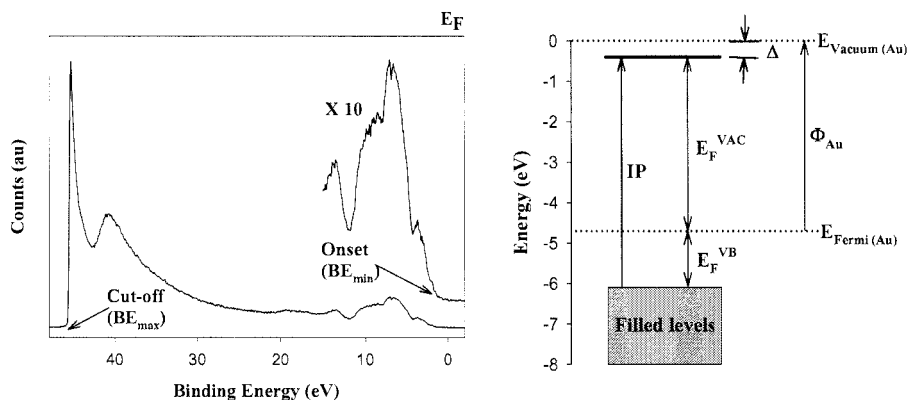 E_F
X 10
Counts (au)
Onset
(BE_min)
Cut-off
(BE_max)
40 30 20 10 0
Binding Energy (eV)
0
-1
-2
-3
-4
-5
-6
-7
-8
Energy (eV)
E_Vacuum (Au)
Δ
Φ_Au
IP
E_F^VAC
E_Fermi (Au)
E_F^VB
Filled levels